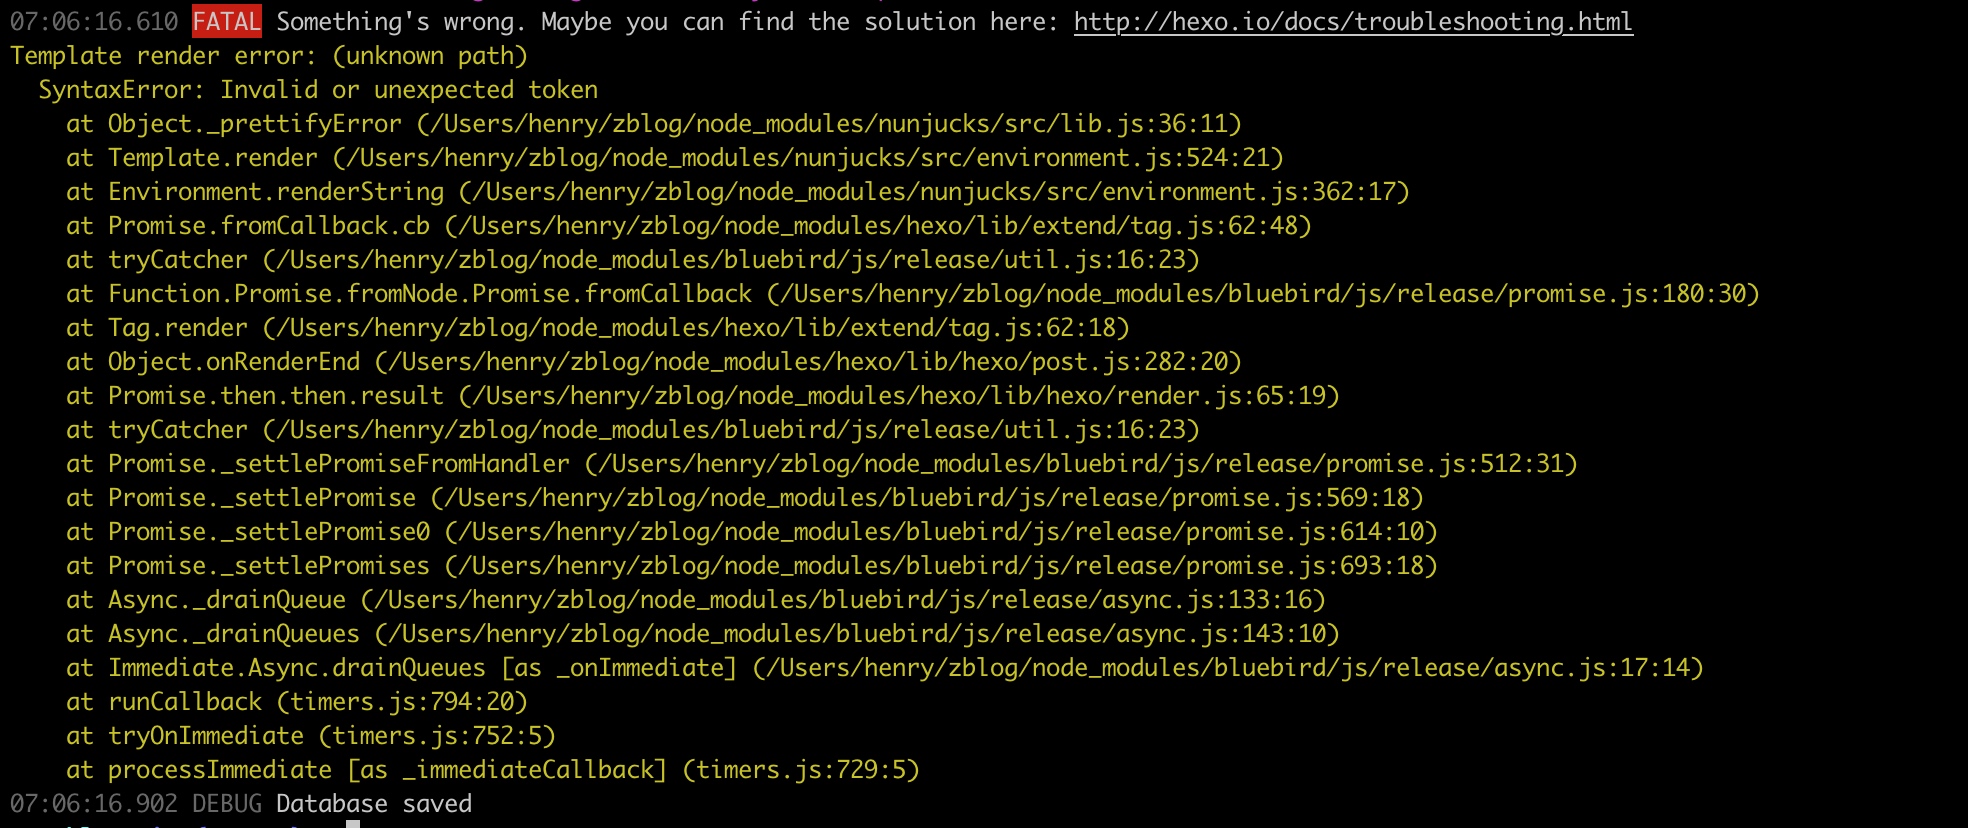 07:06:16.610 FATAL Something's wrong. Maybe you can find the solution here: http://hexo.io/docs/troubleshooting.html
Template render error: (unknown path)
  SyntaxError: Invalid or unexpected token
    at Object._prettifyError (/Users/henry/zblog/node_modules/nunjucks/src/lib.js:36:11)
    at Template.render (/Users/henry/zblog/node_modules/nunjucks/src/environment.js:524:21)
    at Environment.renderString (/Users/henry/zblog/node_modules/nunjucks/src/environment.js:362:17)
    at Promise.fromCallback.cb (/Users/henry/zblog/node_modules/hexo/lib/extend/tag.js:62:48)
    at tryCatcher (/Users/henry/zblog/node_modules/bluebird/js/release/util.js:16:23)
    at Function.Promise.fromNode.Promise.fromCallback (/Users/henry/zblog/node_modules/bluebird/js/release/promise.js:180:30)
    at Tag.render (/Users/henry/zblog/node_modules/hexo/lib/extend/tag.js:62:18)
    at Object.onRenderEnd (/Users/henry/zblog/node_modules/hexo/lib/hexo/post.js:282:20)
    at Promise.then.then.result (/Users/henry/zblog/node_modules/hexo/lib/hexo/render.js:65:19)
    at tryCatcher (/Users/henry/zblog/node_modules/bluebird/js/release/util.js:16:23)
    at Promise._settlePromiseFromHandler (/Users/henry/zblog/node_modules/bluebird/js/release/promise.js:512:31)
    at Promise._settlePromise (/Users/henry/zblog/node_modules/bluebird/js/release/promise.js:569:18)
    at Promise._settlePromise0 (/Users/henry/zblog/node_modules/bluebird/js/release/promise.js:614:10)
    at Promise._settlePromises (/Users/henry/zblog/node_modules/bluebird/js/release/promise.js:693:18)
    at Async._drainQueue (/Users/henry/zblog/node_modules/bluebird/js/release/async.js:133:16)
    at Async._drainQueues (/Users/henry/zblog/node_modules/bluebird/js/release/async.js:143:10)
    at Immediate.Async.drainQueues [as _onImmediate] (/Users/henry/zblog/node_modules/bluebird/js/release/async.js:17:14)
    at runCallback (timers.js:794:20)
    at tryOnImmediate (timers.js:752:5)
    at processImmediate [as _immediateCallback] (timers.js:729:5)
07:06:16.902 DEBUG Database saved